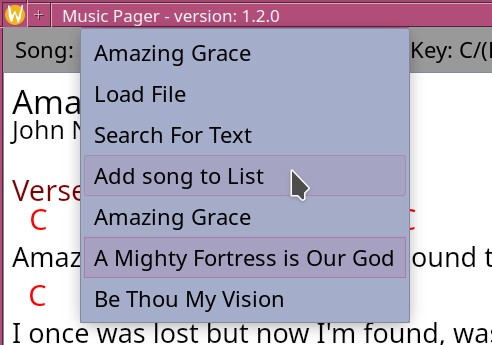 Music Pager - version: 1.2.0
Song:
Key: C/(
Amazing Grace
Load File
Search For Text
Add song to List
Amazing Grace
A Mighty Fortress is Our God
Be Thou My Vision
Ama
John N
Verse
C
C
Amaz ound t
C
I once was lost but now I'm found, was